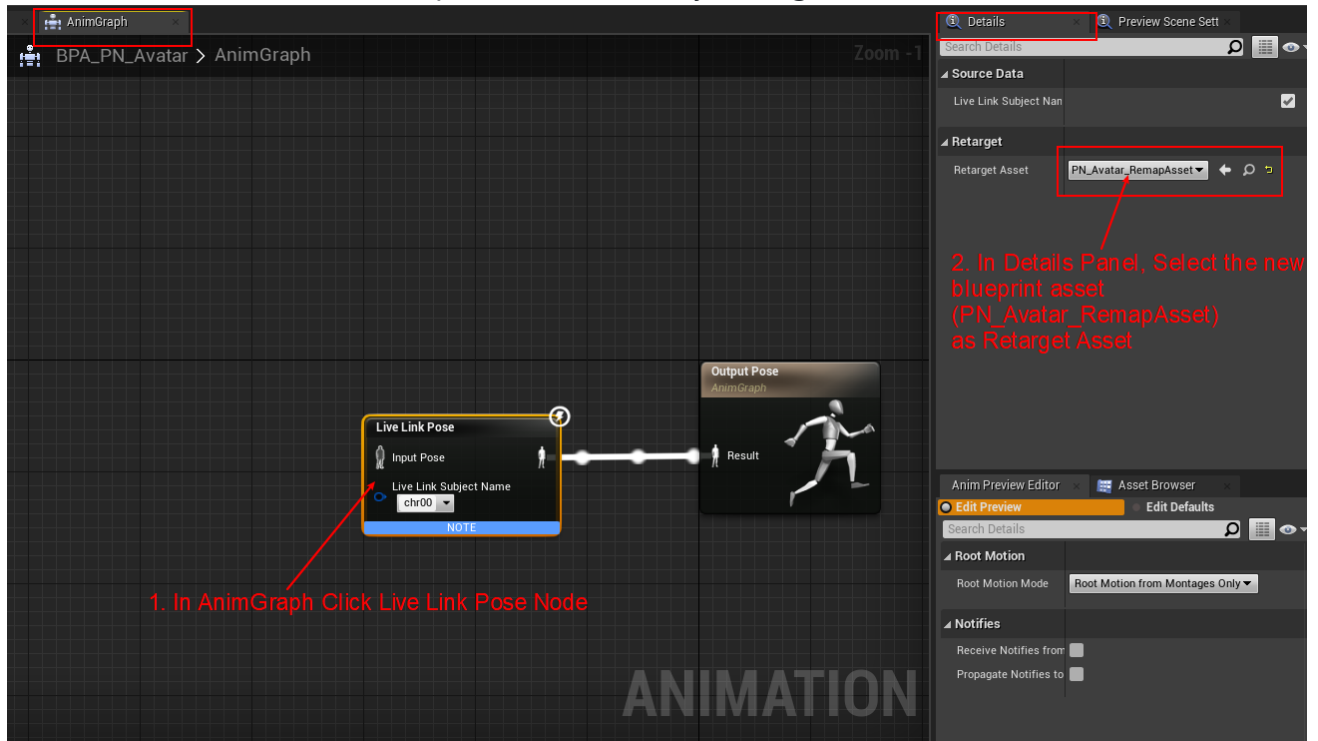 AnimGraph
Details
Preview Scene Sett
BPA_PN_Avatar > AnimGraph
Zoom -1
Search Details
Source Data
Live Link Subject Nam
Retarget
Retarget Asset
PN_Avatar_RemapAsset
2. In Details Panel, Select the new
blueprint asset
(PN_Avatar_RemapAsset)
as Retarget Asset
Output Pose
AnimGraph
Result
Live Link Pose
Input Pose
Live Link Subject Name
chr00
NOTE
1. In AnimGraph Click Live Link Pose Node
ANIMATION
Anim Preview Editor
Asset Browser
Edit Preview
Edit Defaults
Search Details
Root Motion
Root Motion Mode
Root Motion from Montages Only
Notifies
Receive Notifies from
Propagate Notifies to